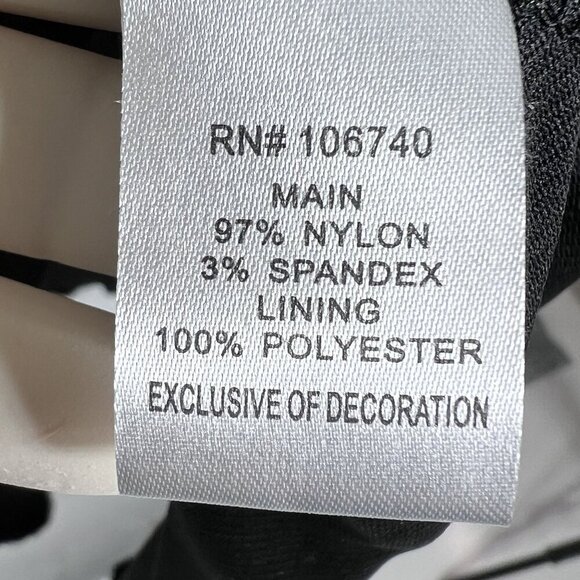 RN# 106740
MAIN
97% NYLON
3% SPANDEX
LINING
100% POLYESTER
EXCLUSIVE OF DECORATION